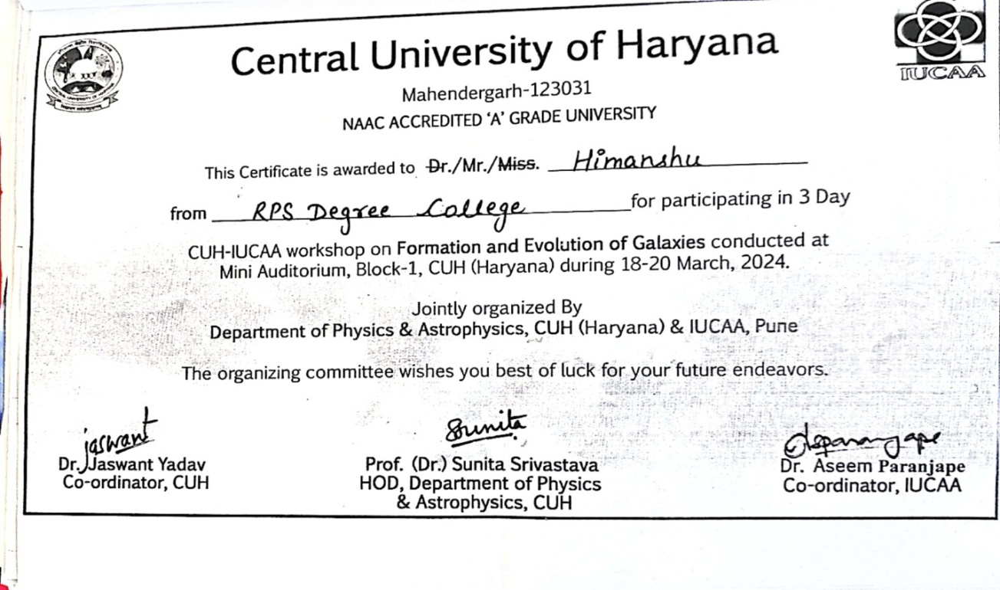 Central University of Haryana
IUCAA
Mahendergarh-123031
NAAC ACCREDITED ‘A’ GRADE UNIVERSITY
This Certificate is awarded to Dr./Mr./Miss. Himanshu
from RPS Degree College for participating in 3 Day
CUH-IUCAA workshop on Formation and Evolution of Galaxies conducted at
Mini Auditorium, Block-1, CUH (Haryana) during 18-20 March, 2024.
Jointly organized By
Department of Physics & Astrophysics, CUH (Haryana) & IUCAA, Pune
The organizing committee wishes you best of luck for your future endeavors.
jaswant
Dr. Jaswant Yadav
Co-ordinator, CUH
Sunita
Prof. (Dr.) Sunita Srivastava
HOD, Department of Physics
& Astrophysics, CUH
Dr. Aseem Paranjape
Co-ordinator, IUCAA